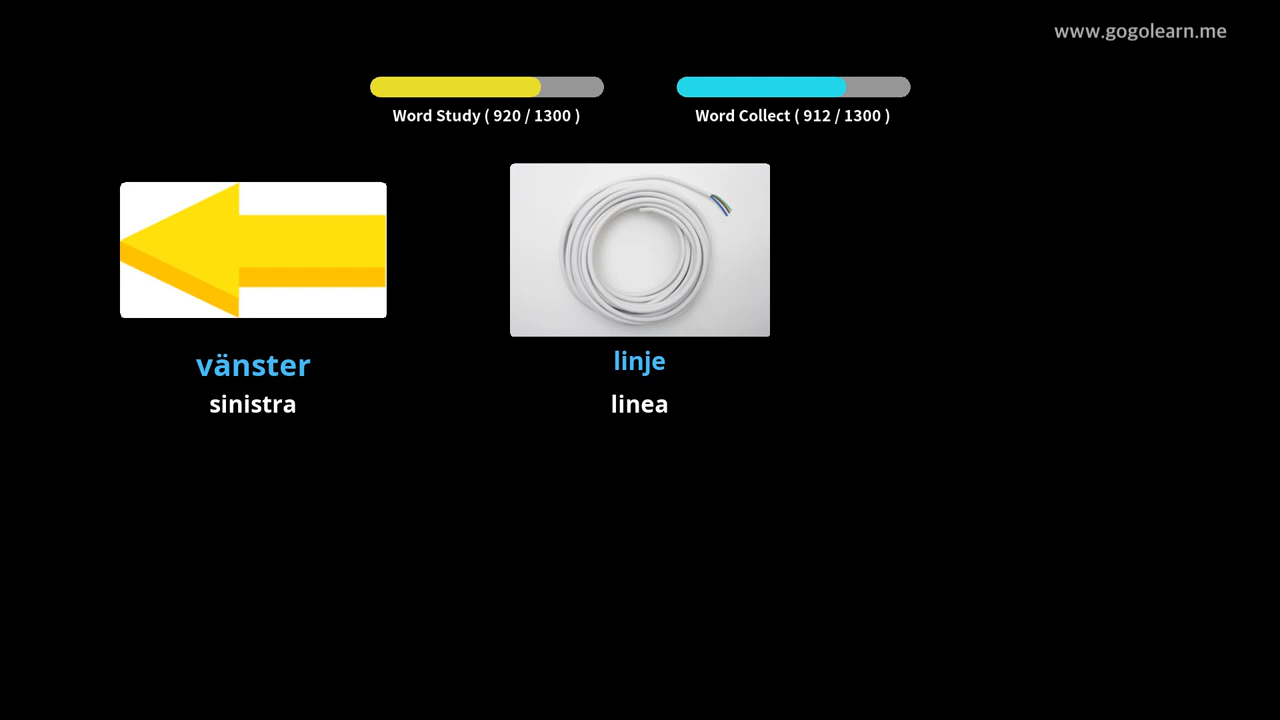 www.gogolearn.me
Word Study ( 920 / 1300 )
Word Collect ( 912 / 1300 )
vänster
sinistra
linje
linea